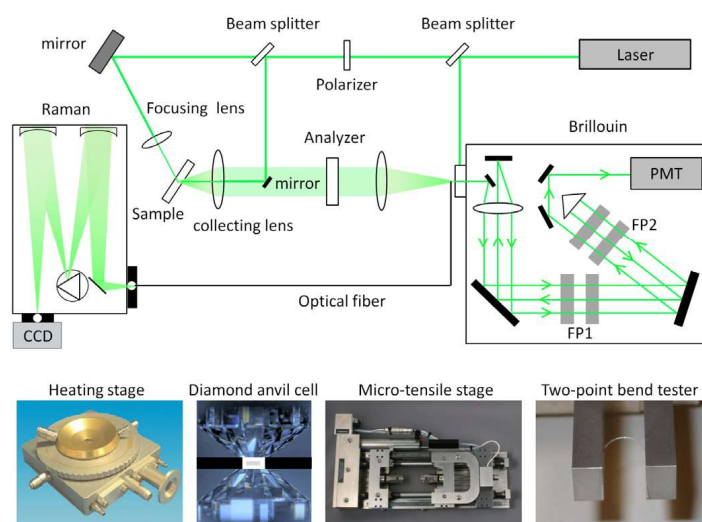 Beam splitter
Beam splitter
mirror
Laser
Polarizer
Raman
Focusing lens
Analyzer
Brillouin
PMT
mirror
Sample
collecting lens
FP2
Optical fiber
FP1
CCD
Heating stage
Diamond anvil cell
Micro-tensile stage
Two-point bend tester